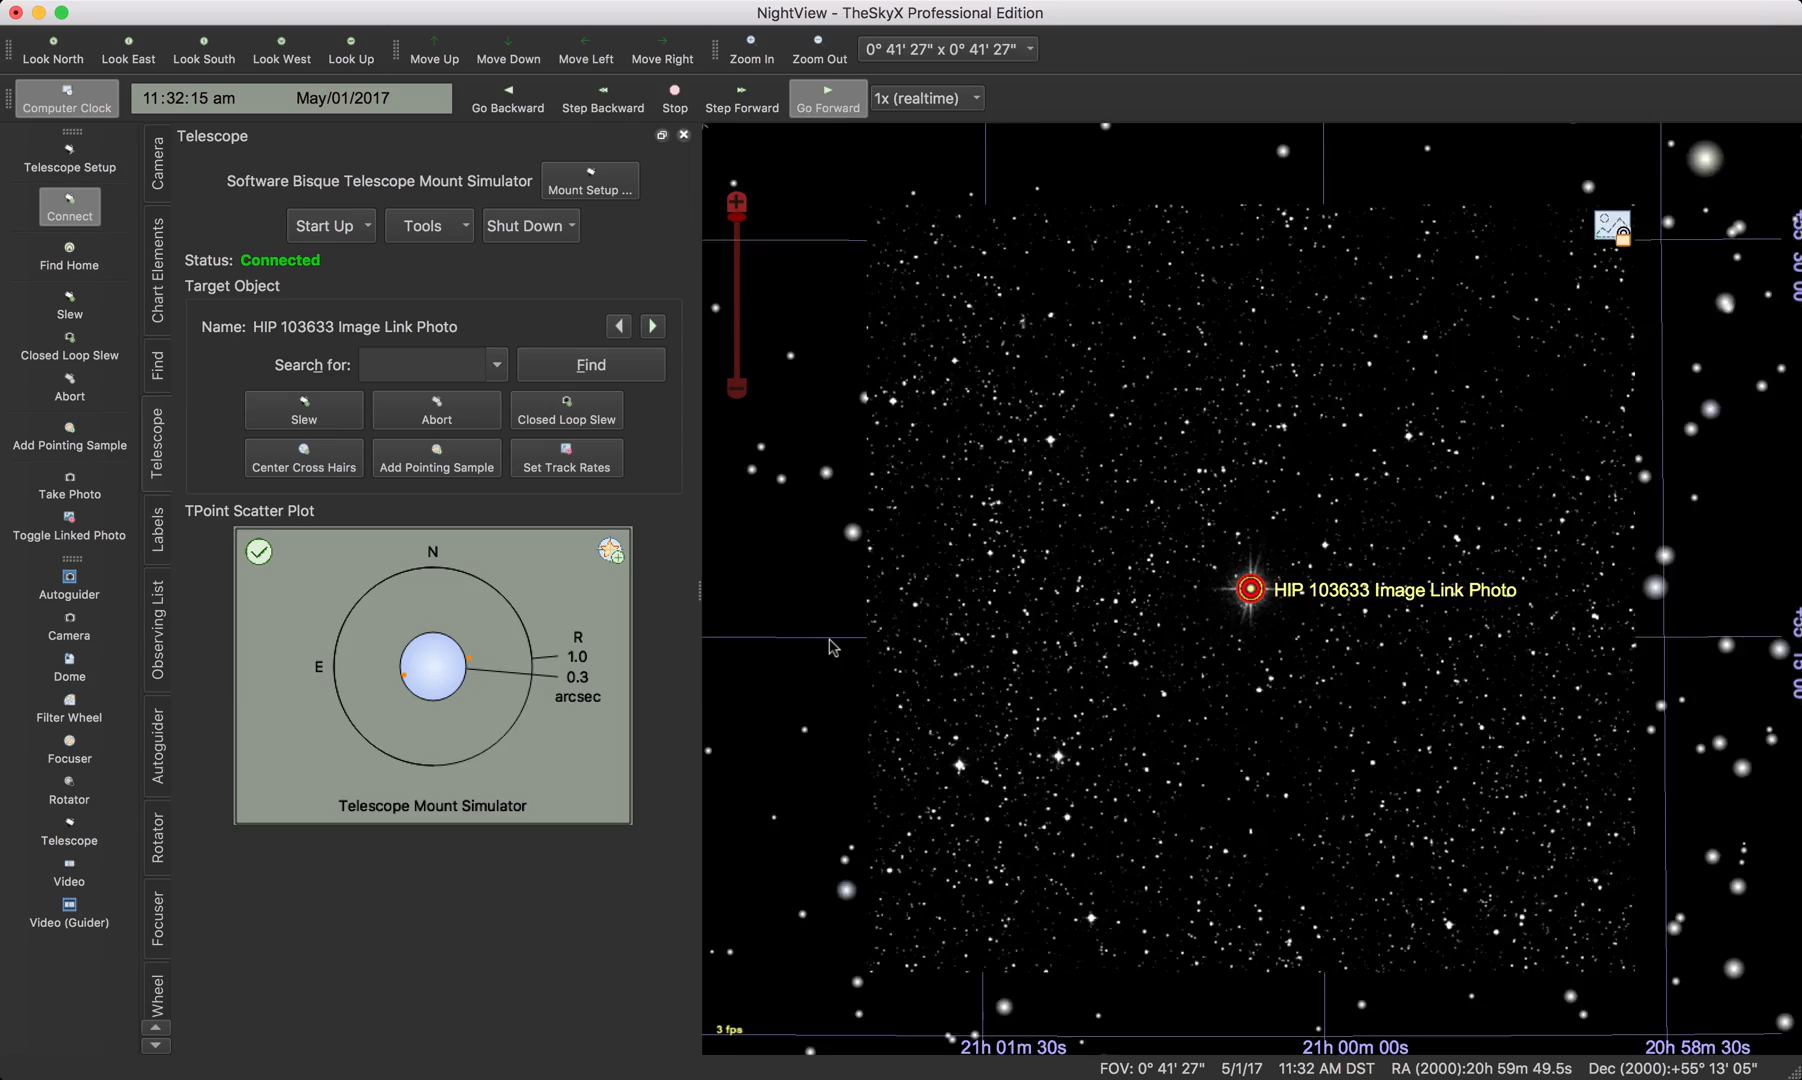 NightView - TheSkyX Professional Edition
Look North Look East Look South Look West Look Up Move Up Move Down Move Left Move Right Zoom In Zoom Out 0° 41' 27" x 0° 41' 27"
Computer Clock 11:32:15 am May/01/2017 Go Backward Step Backward Stop Step Forward Go Forward 1x (realtime)
Telescope Setup
Connect
Find Home
Slew
Closed Loop Slew
Abort
Add Pointing Sample
Take Photo
Toggle Linked Photo
Autoguider
Camera
Dome
Filter Wheel
Focuser
Rotator
Telescope
Video
Video (Guider)
Camera
Chart Elements
Find
Telescope
Labels
Observing List
Autoguider
Rotator
Focuser
Wheel
Telescope
Software Bisque Telescope Mount Simulator Mount Setup ...
Start Up Tools Shut Down
Status: Connected
Target Object
Name: HIP 103633 Image Link Photo
Search for: Find
Slew Abort Closed Loop Slew
Center Cross Hairs Add Pointing Sample Set Track Rates
TPoint Scatter Plot
N
E
R
1.0
0.3
arcsec
Telescope Mount Simulator
HIP 103633 Image Link Photo
3 fps
21h 01m 30s 21h 00m 00s 20h 58m 30s
FOV: 0° 41' 27" 5/1/17 11:32 AM DST RA (2000):20h 59m 49.5s Dec (2000):+55° 13' 05"